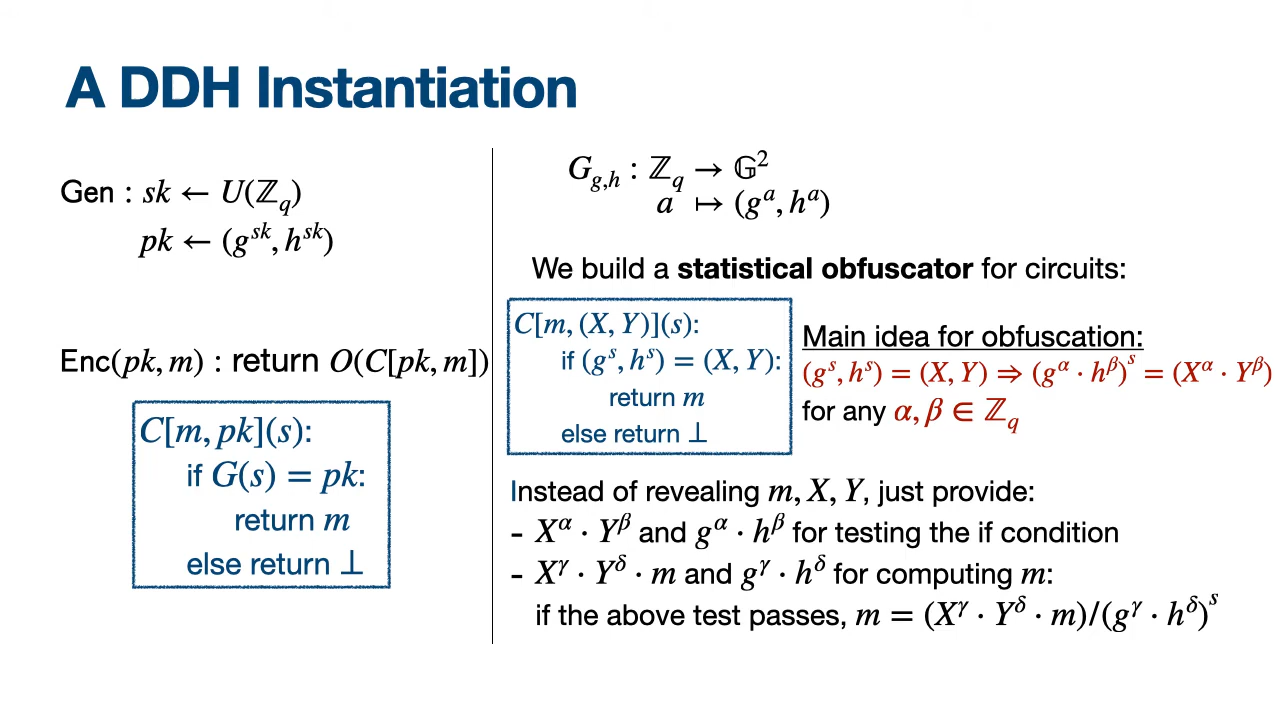 A DDH Instantiation
Gen : sk ← U(ℤ_q)
pk ← (g^{sk}, h^{sk})
Enc(pk, m) : return O(C[pk, m])
C[m, pk](s):
if G(s) = pk:
return m
else return ⊥
G_{g,h} : ℤ_q → 𝔾^2
a ↦ (g^a, h^a)
We build a statistical obfuscator for circuits:
C[m, (X, Y)](s):
if (g^s, h^s) = (X, Y):
return m
else return ⊥
Main idea for obfuscation:
(g^s, h^s) = (X, Y) ⇒ (g^α · h^β)^s = (X^α · Y^β)
for any α, β ∈ ℤ_q
Instead of revealing m, X, Y, just provide:
- X^α · Y^β and g^α · h^β for testing the if condition
- X^γ · Y^δ · m and g^γ · h^δ for computing m:
if the above test passes, m = (X^γ · Y^δ · m)/(g^γ · h^δ)^s